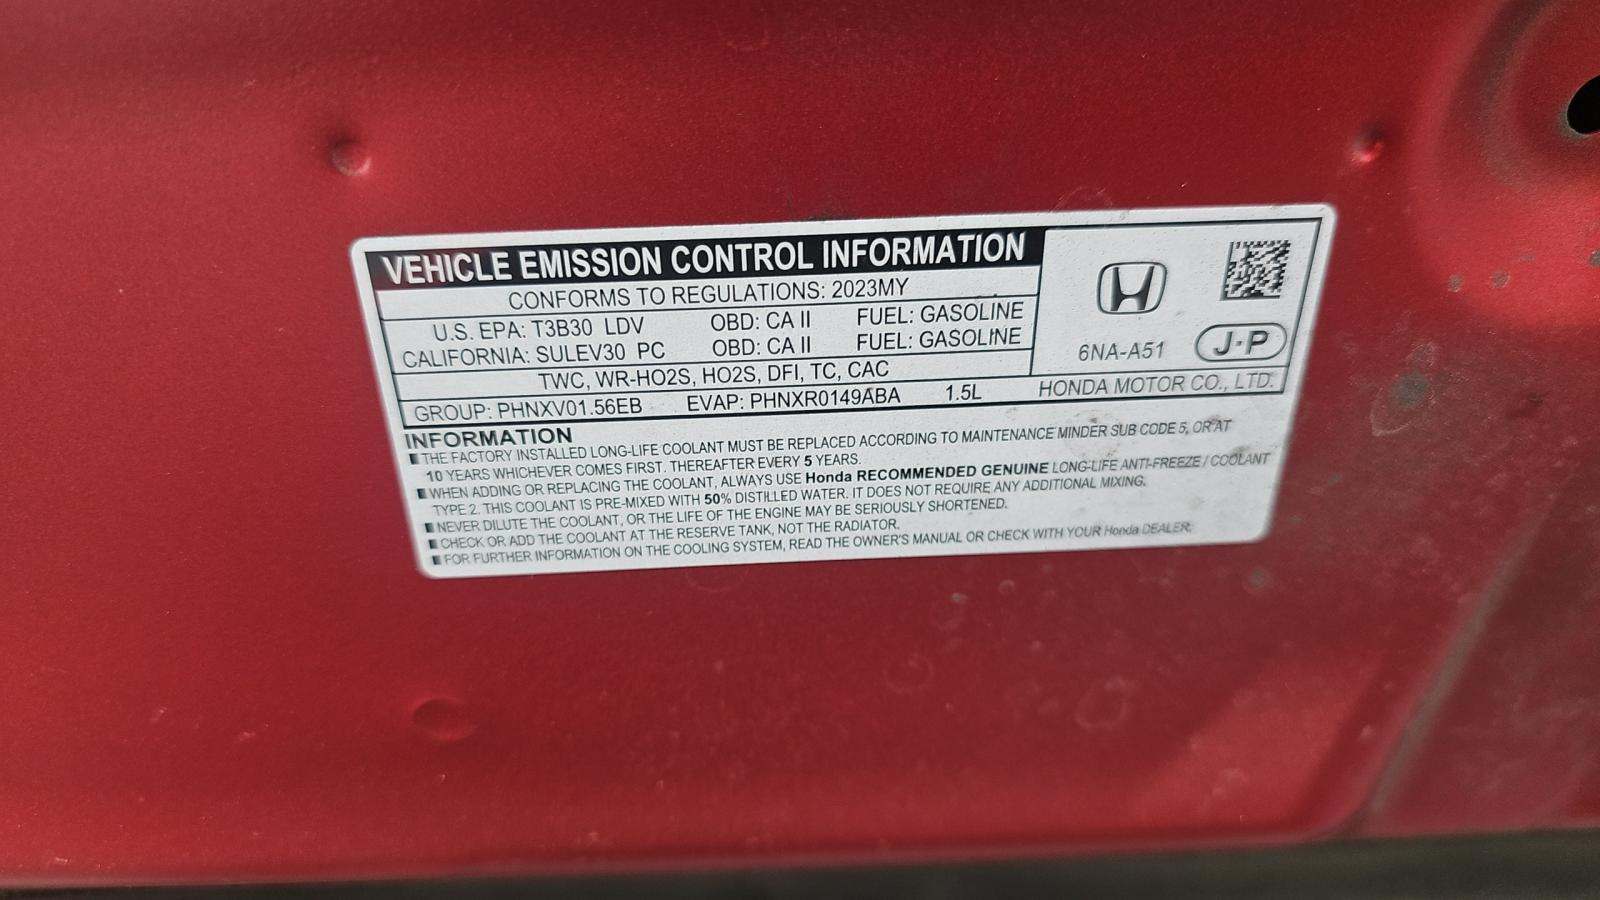 VEHICLE EMISSION CONTROL INFORMATION
CONFORMS TO REGULATIONS: 2023MY
U.S. EPA: T3B30 LDV OBD: CA II FUEL: GASOLINE
CALIFORNIA: SULEV30 PC OBD: CA II FUEL: GASOLINE
TWC, WR-HO2S, HO2S, DFI, TC, CAC
GROUP: PHNXV01.56EB EVAP: PHNXR0149ABA 1.5L
6NA-A51 J·P
HONDA MOTOR CO., LTD.
INFORMATION
THE FACTORY INSTALLED LONG-LIFE COOLANT MUST BE REPLACED ACCORDING TO MAINTENANCE MINDER SUB CODE 5, OR AT
10 YEARS WHICHEVER COMES FIRST. THEREAFTER EVERY 5 YEARS.
WHEN ADDING OR REPLACING THE COOLANT, ALWAYS USE Honda RECOMMENDED GENUINE LONG-LIFE ANTI-FREEZE / COOLANT
TYPE 2. THIS COOLANT IS PRE-MIXED WITH 50% DISTILLED WATER. IT DOES NOT REQUIRE ANY ADDITIONAL MIXING.
NEVER DILUTE THE COOLANT, OR THE LIFE OF THE ENGINE MAY BE SERIOUSLY SHORTENED.
CHECK OR ADD THE COOLANT AT THE RESERVE TANK, NOT THE RADIATOR.
FOR FURTHER INFORMATION ON THE COOLING SYSTEM, READ THE OWNER'S MANUAL OR CHECK WITH YOUR Honda DEALER.